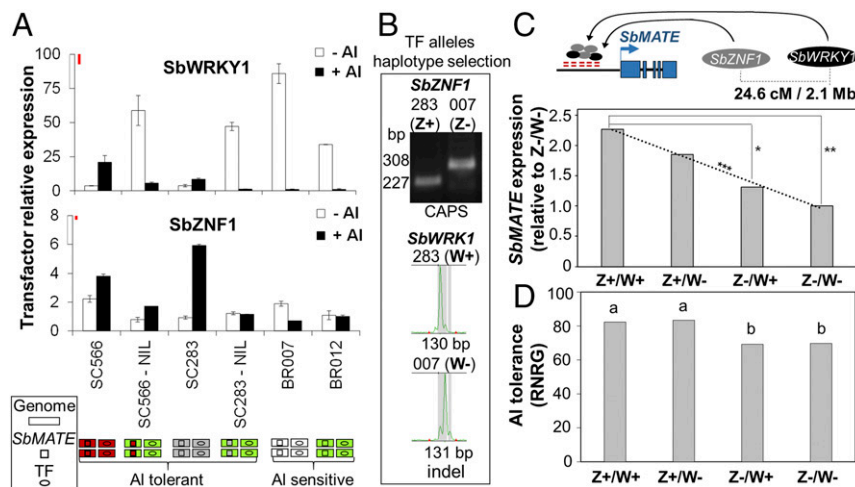 A
- Al
+ Al
SbWRKY1
100
75
50
25
0
Transfactor relative expression
SbZNF1
- Al
+ Al
8
6
4
2
0
SC566
SC566 - NIL
SC283
SC283 - NIL
BR007
BR012
Genome
SbMATE
TF
Al tolerant
Al sensitive
B
TF alleles
haplotype selection
SbZNF1
283 007
(Z+) (Z-)
bp
308
227
CAPS
SbWRK1
283 (W+)
130 bp
007 (W-)
131 bp
indel
C
SbMATE
SbZNF1
SbWRKY1
24.6 cM / 2.1 Mb
SbMATE expression
(relative to Z-/W-)
2.5
2.0
1.5
1.0
0.5
0.0
***
*
**
Z+/W+ Z+/W- Z-/W+ Z-/W-
D
Al tolerance
(RNRG)
100
80
60
40
20
0
a a b b
Z+/W+ Z+/W- Z-/W+ Z-/W-